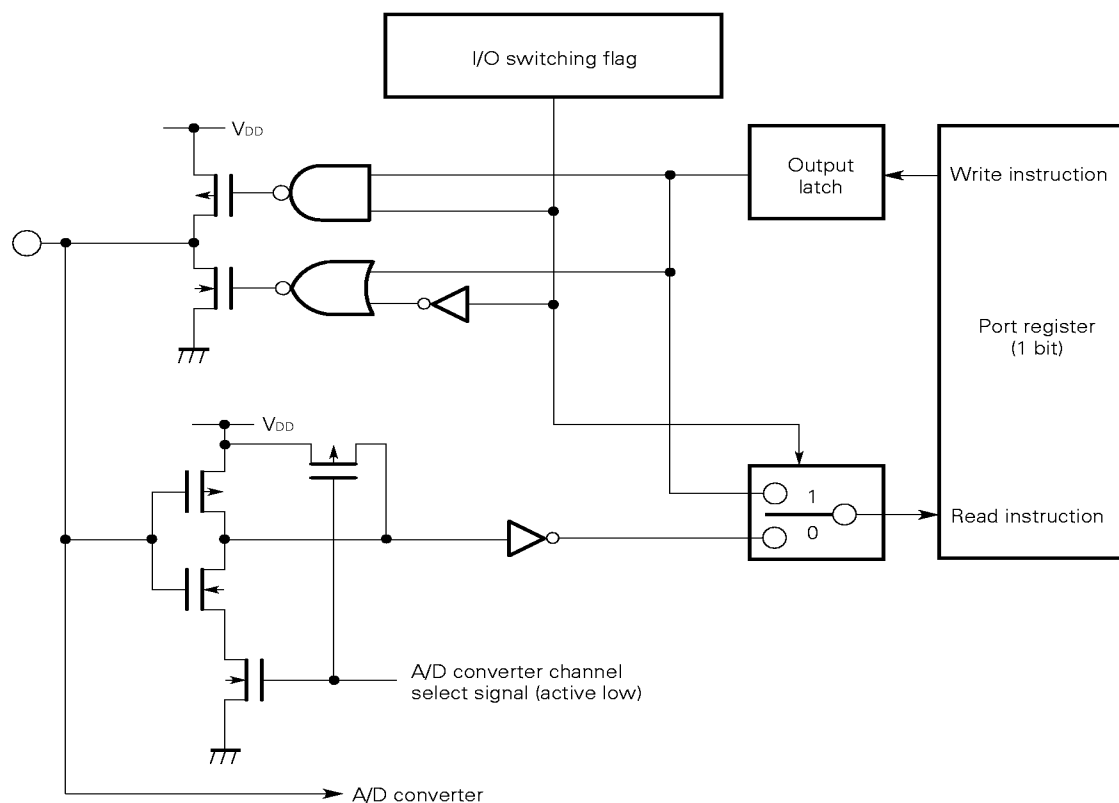 I/O switching flag
VDD
Output
latch
Write instruction
Port register
(1 bit)
VDD
1
0
Read instruction
A/D converter channel
select signal (active low)
A/D converter